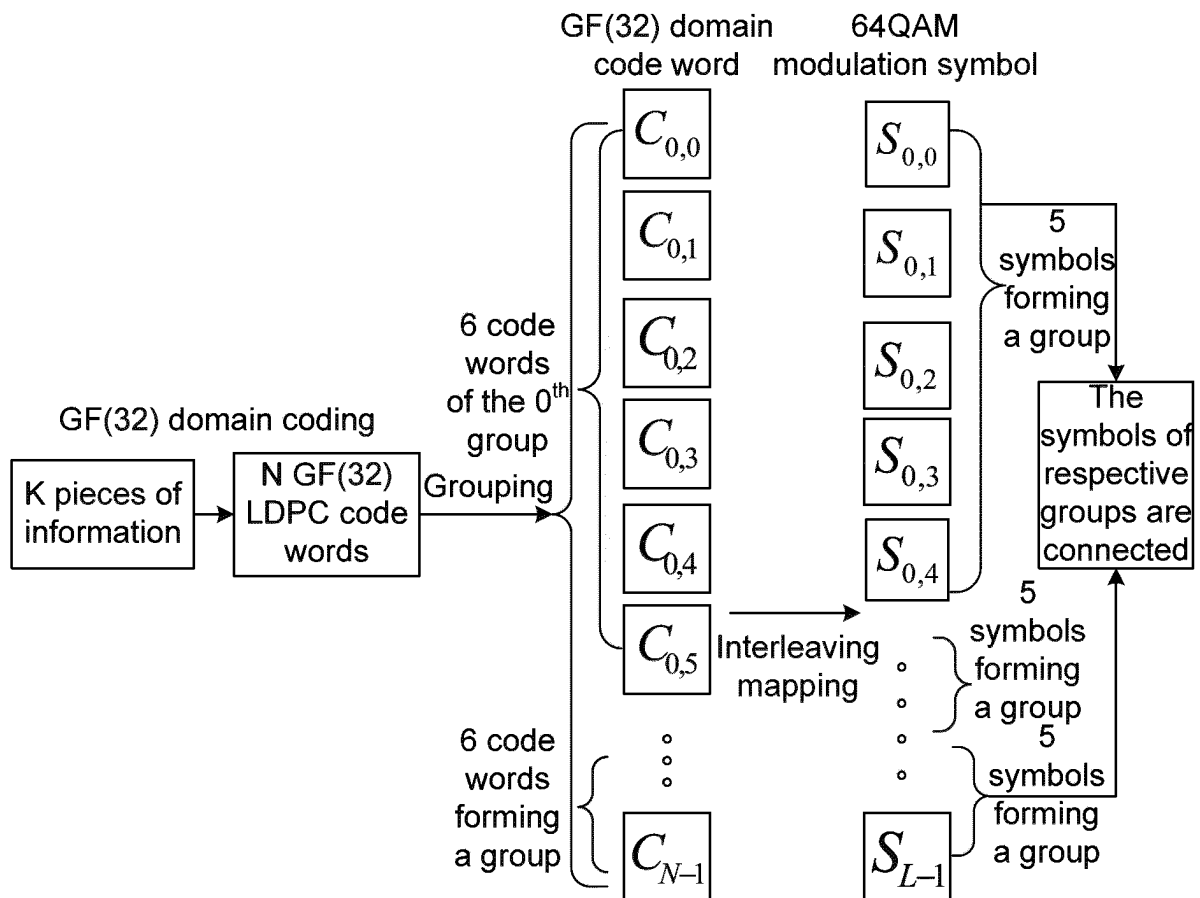 GF(32) domain
code word
64QAM
modulation symbol
C0,0
C0,1
C0,2
C0,3
C0,4
C0,5
CN−1
S0,0
S0,1
S0,2
S0,3
S0,4
SL−1
6 code
words
of the 0th
group
GF(32) domain coding
K pieces of
information
N GF(32)
LDPC code
words
Grouping
Interleaving
mapping
6 code
words
forming
a group
5
symbols
forming
a group
The
symbols of
respective
groups are
connected
5
symbols
forming
a group
5
symbols
forming
a group